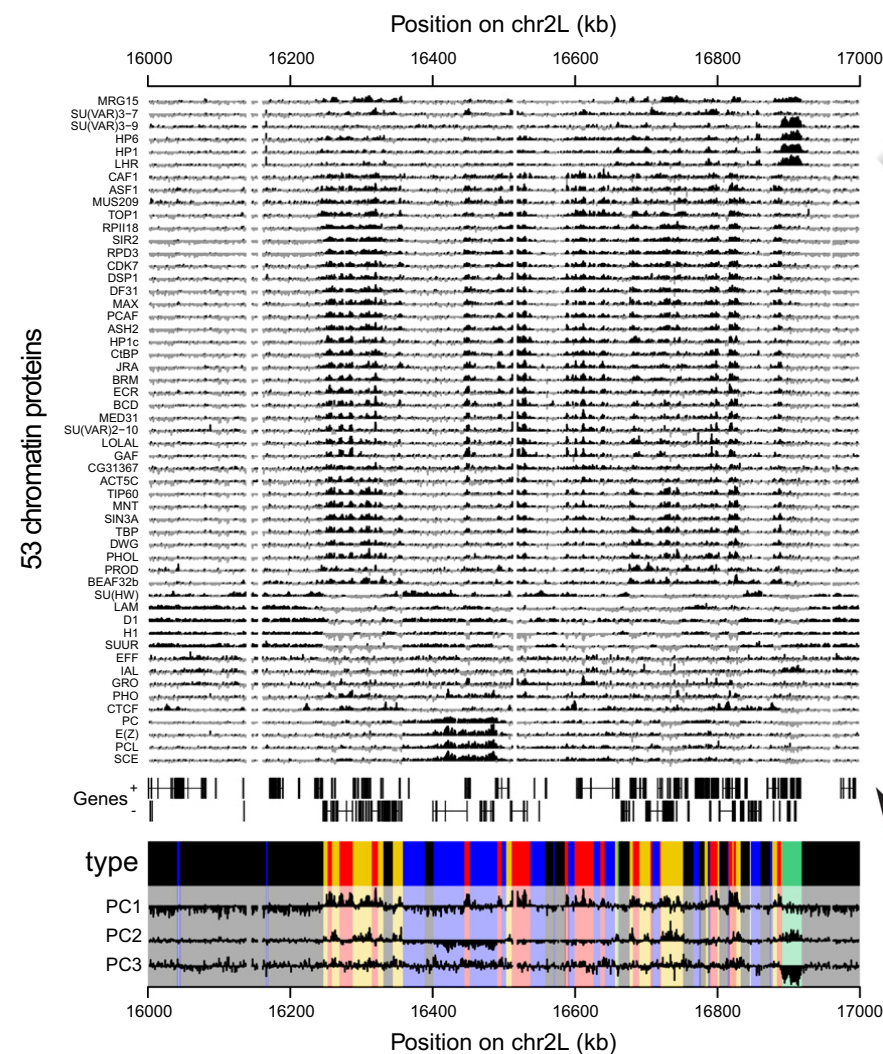 Position on chr2L (kb)
16000 16200 16400 16600 16800 17000
53 chromatin proteins
MRG15
SU(VAR)3−7
SU(VAR)3−9
HP6
HP1
LHR
CAF1
ASF1
MUS209
TOP1
RPII18
SIR2
RPD3
CDK7
DSP1
DF31
MAX
PCAF
ASH2
HP1c
CtBP
JRA
BRM
ECR
BCD
MED31
SU(VAR)2−10
LOLAL
GAF
CG31367
ACT5C
TIP60
MNT
SIN3A
TBP
DWG
PHOL
PROD
BEAF32b
SU(HW)
LAM
D1
H1
SUUR
EFF
IAL
GRO
PHO
CTCF
PC
E(Z)
PCL
SCE
Genes +
-
type
PC1
PC2
PC3
16000 16200 16400 16600 16800 17000
Position on chr2L (kb)